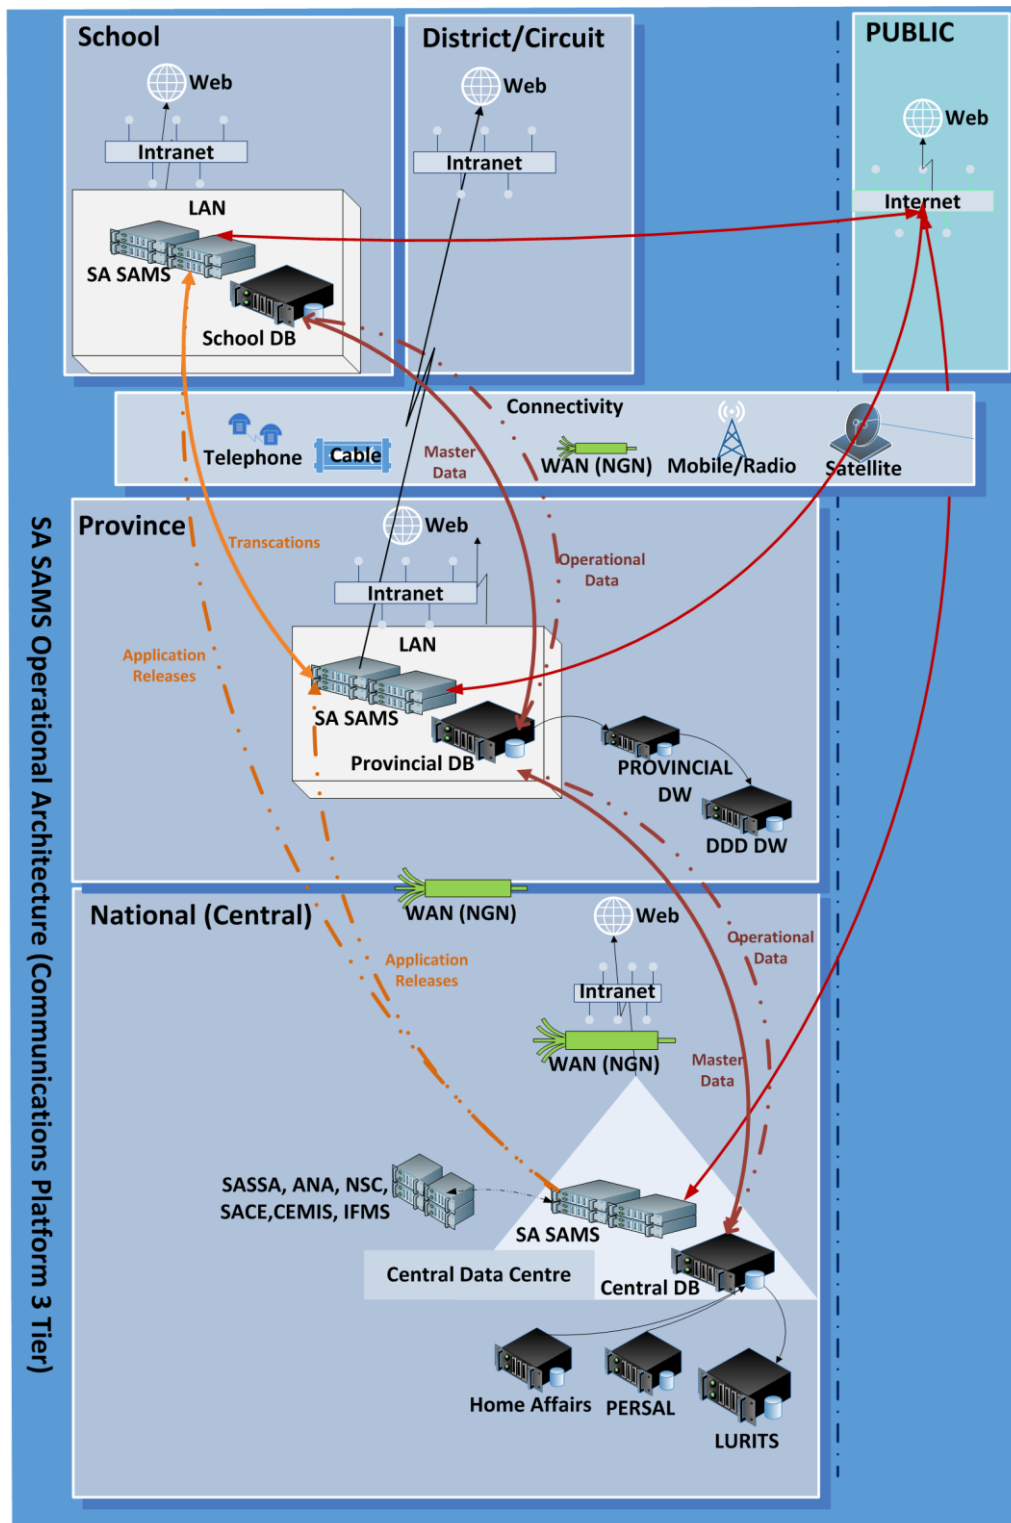 School
Web
Intranet
LAN
SA SAMS
School DB
District/Circuit
Web
Intranet
PUBLIC
Web
Internet
Connectivity
Telephone
Cable
WAN (NGN)
Mobile/Radio
Satellite
Master
Data
Operational
Data
Transcations
Application
Releases
Province
Web
Intranet
LAN
SA SAMS
Provincial DB
PROVINCIAL
DW
DDD DW
WAN (NGN)
National (Central)
Web
Intranet
WAN (NGN)
Application
Releases
Operational
Data
Master
Data
SASSA, ANA, NSC,
SACE,CEMIS, IFMS
SA SAMS
Central Data Centre
Central DB
Home Affairs
PERSAL
LURITS
SA SAMS Operational Architecture (Communications Platform 3 Tier)